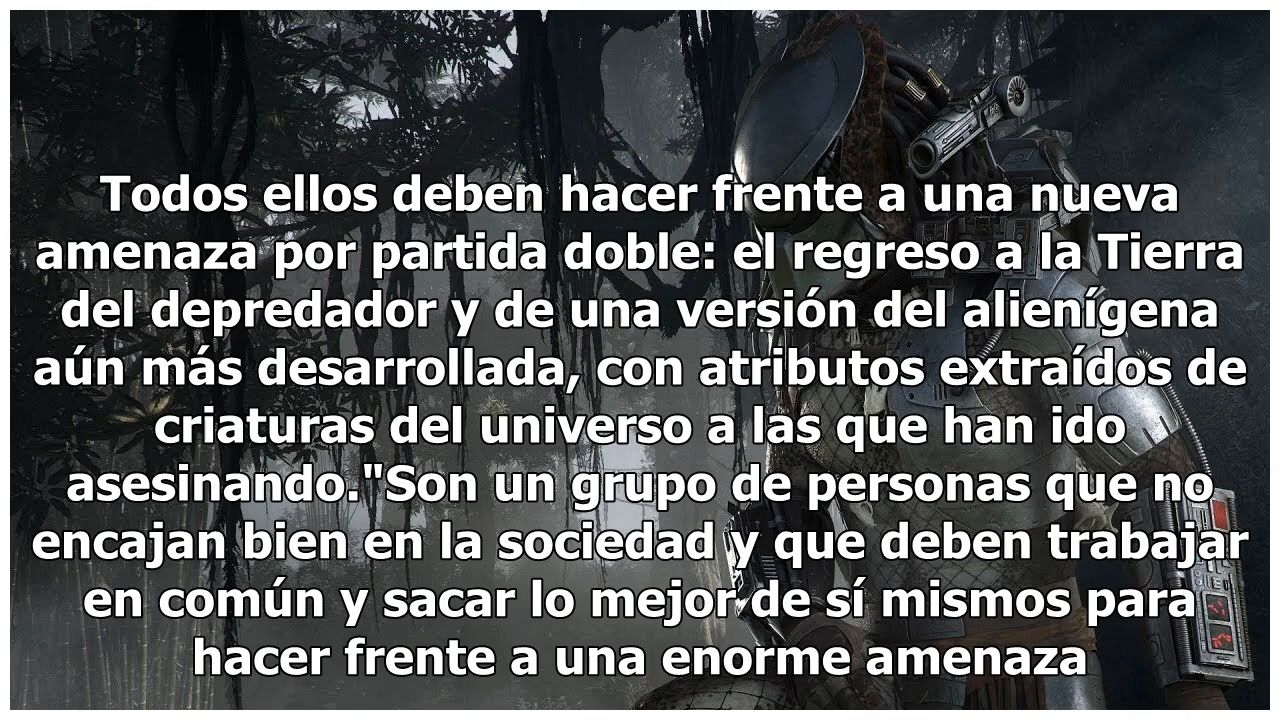 Todos ellos deben hacer frente a una nueva
amenaza por partida doble: el regreso a la Tierra
del depredador y de una versión del alienígena
aún más desarrollada, con atributos extraídos de
criaturas del universo a las que han ido
asesinando."Son un grupo de personas que no
encajan bien en la sociedad y que deben trabajar
en común y sacar lo mejor de sí mismos para
hacer frente a una enorme amenaza